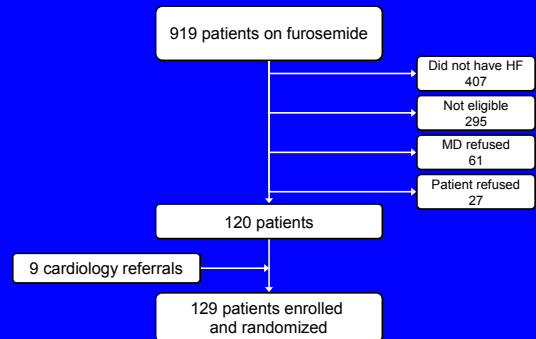 919 patients on furosemide
Did not have HF
407
Not eligible
295
MD refused
61
Patient refused
27
120 patients
9 cardiology referrals
129 patients enrolled
and randomized